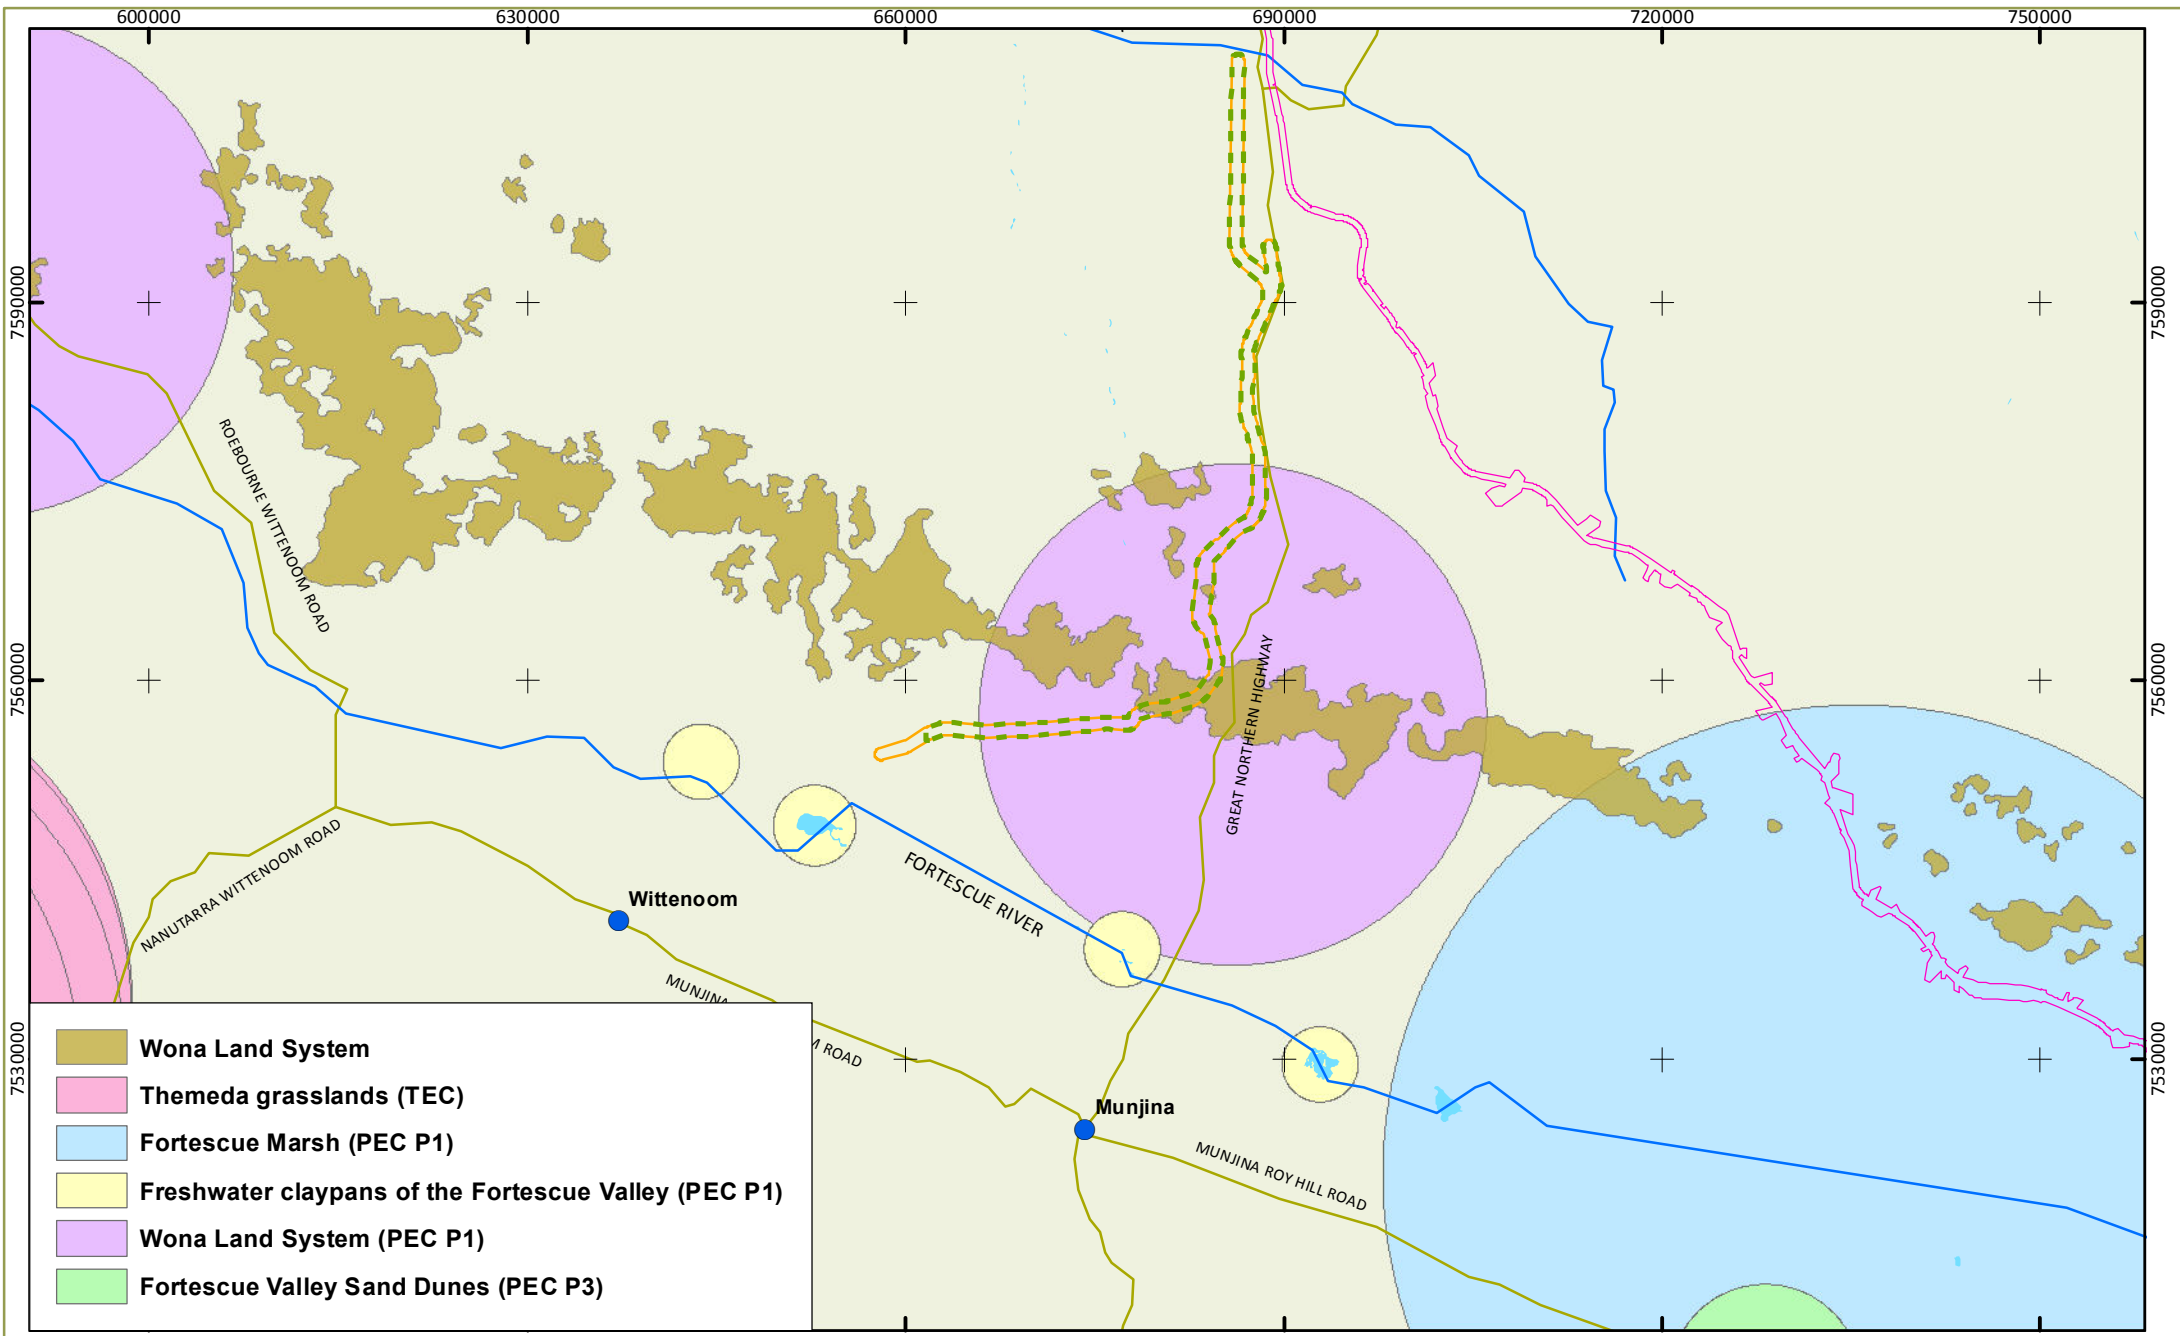 600000
630000
660000
690000
720000
750000
7590000
7590000
ROEBOURNE WITTENOOM ROAD
GREAT NORTHERN HIGHWAY
7560000
7560000
NANUTARRA WITTENOOM ROAD
Wittenoom
FORTESCUE RIVER
MUNJINA
ROAD
7530000
7530000
Munjina
MUNJINA ROY HILL ROAD
Wona Land System
Themeda grasslands (TEC)
Fortescue Marsh (PEC P1)
Freshwater claypans of the Fortescue Valley (PEC P1)
Wona Land System (PEC P1)
Fortescue Valley Sand Dunes (PEC P3)